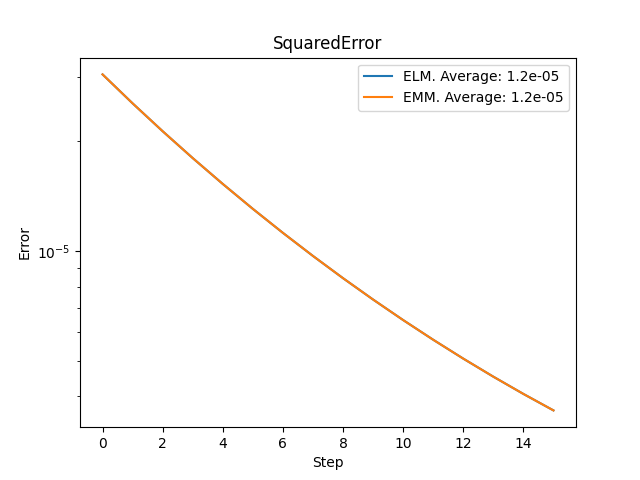 SquaredError
ELM. Average: 1.2e-05
EMM. Average: 1.2e-05
Error
10⁻⁵
0 2 4 6 8 10 12 14
Step